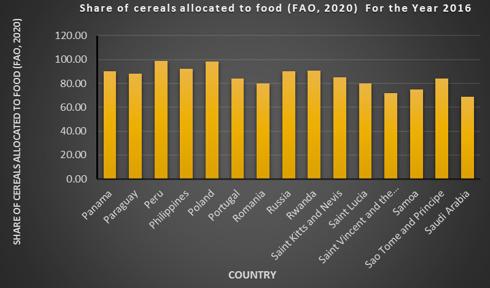 Share of cereals allocated to food (FAO, 2020) For the Year 2016
SHARE OF CEREALS ALLOCATED TO FOOD (FAO, 2020)
120.00
100.00
80.00
60.00
40.00
20.00
0.00
Panama
Paraguay
Peru
Philippines
Poland
Portugal
Romania
Russia
Rwanda
Saint Kitts and Nevis
Saint Lucia
Saint Vincent and the...
Samoa
Sao Tome and Principe
Saudi Arabia
COUNTRY